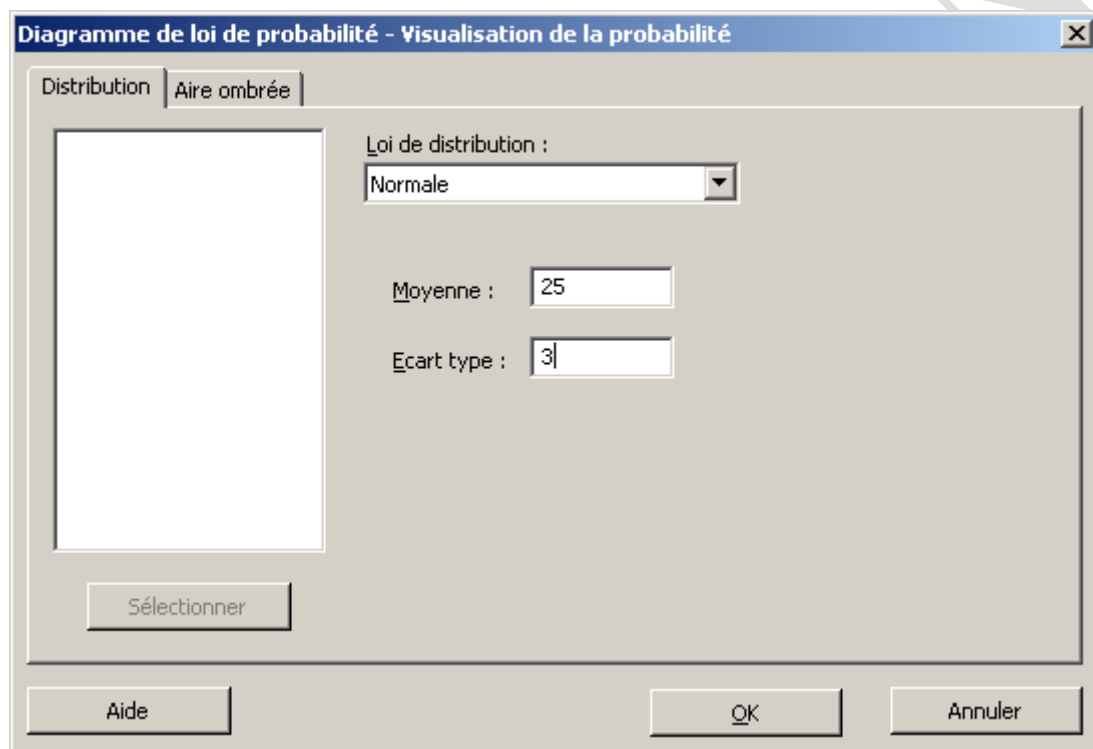 Diagramme de loi de probabilité - Visualisation de la probabilité
Distribution
Aire ombrée
Loi de distribution :
Normale
Moyenne :
25
Ecart type :
3
Sélectionner
Aide
OK
Annuler